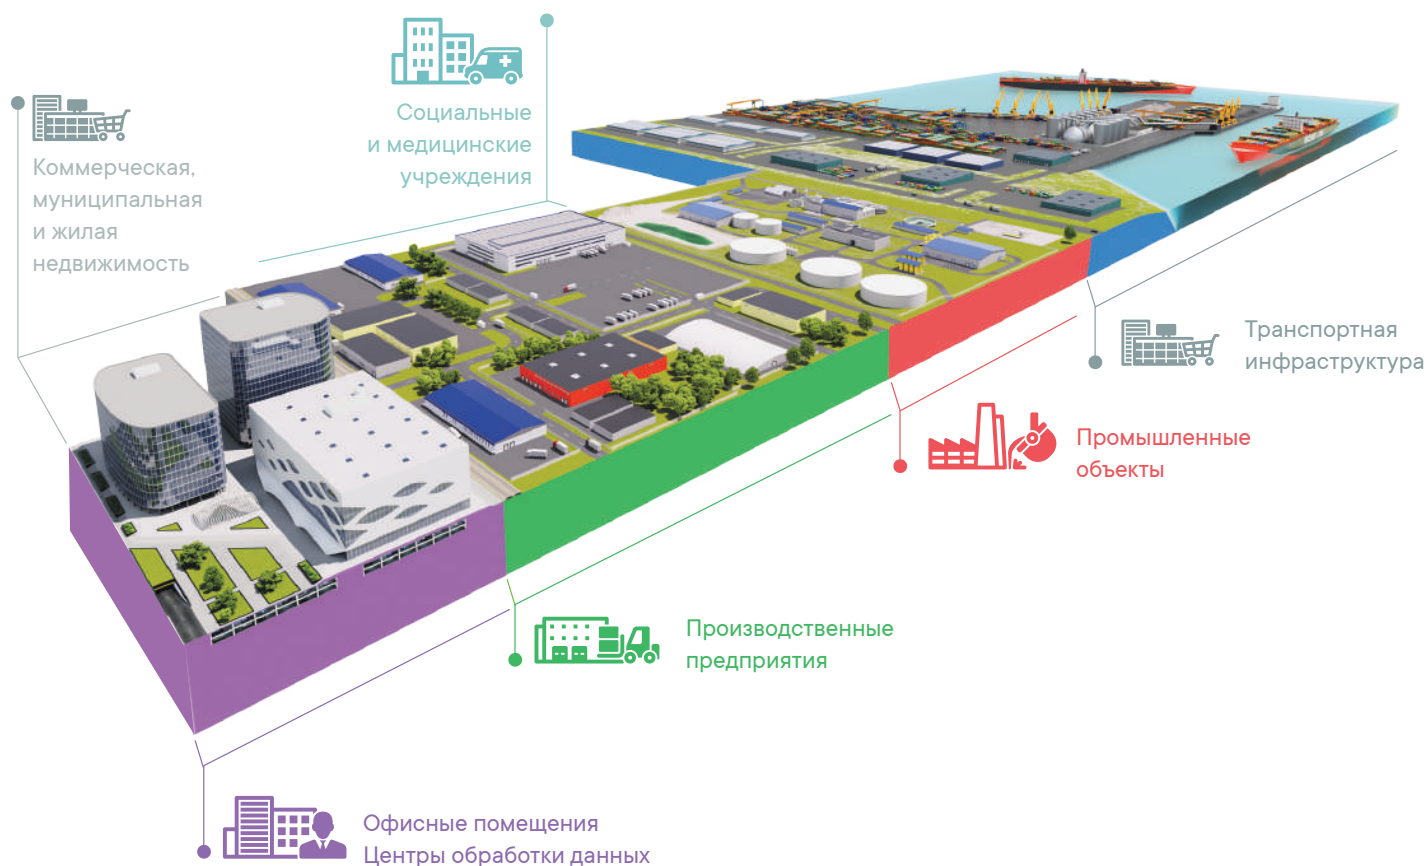 Социальные
и медицинские
учреждения
Коммерческая,
муниципальная
и жилая
недвижимость
Транспортная
инфраструктура
Промышленные
объекты
Производственные
предприятия
Офисные помещения
Центры обработки данных